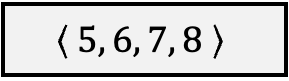 ⟨ 5, 6, 7, 8 ⟩